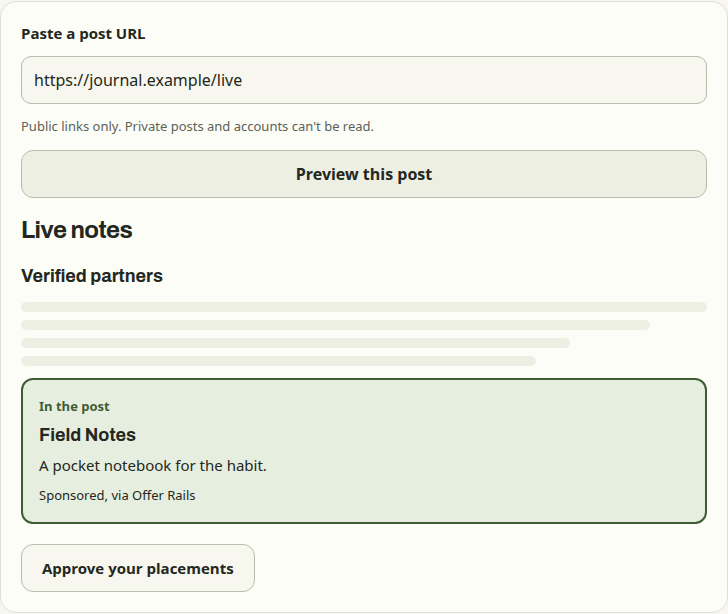 Paste a post URL
https://journal.example/live
Public links only. Private posts and accounts can't be read.
Preview this post
Live notes
Verified partners
In the post
Field Notes
A pocket notebook for the habit.
Sponsored, via Offer Rails
Approve your placements